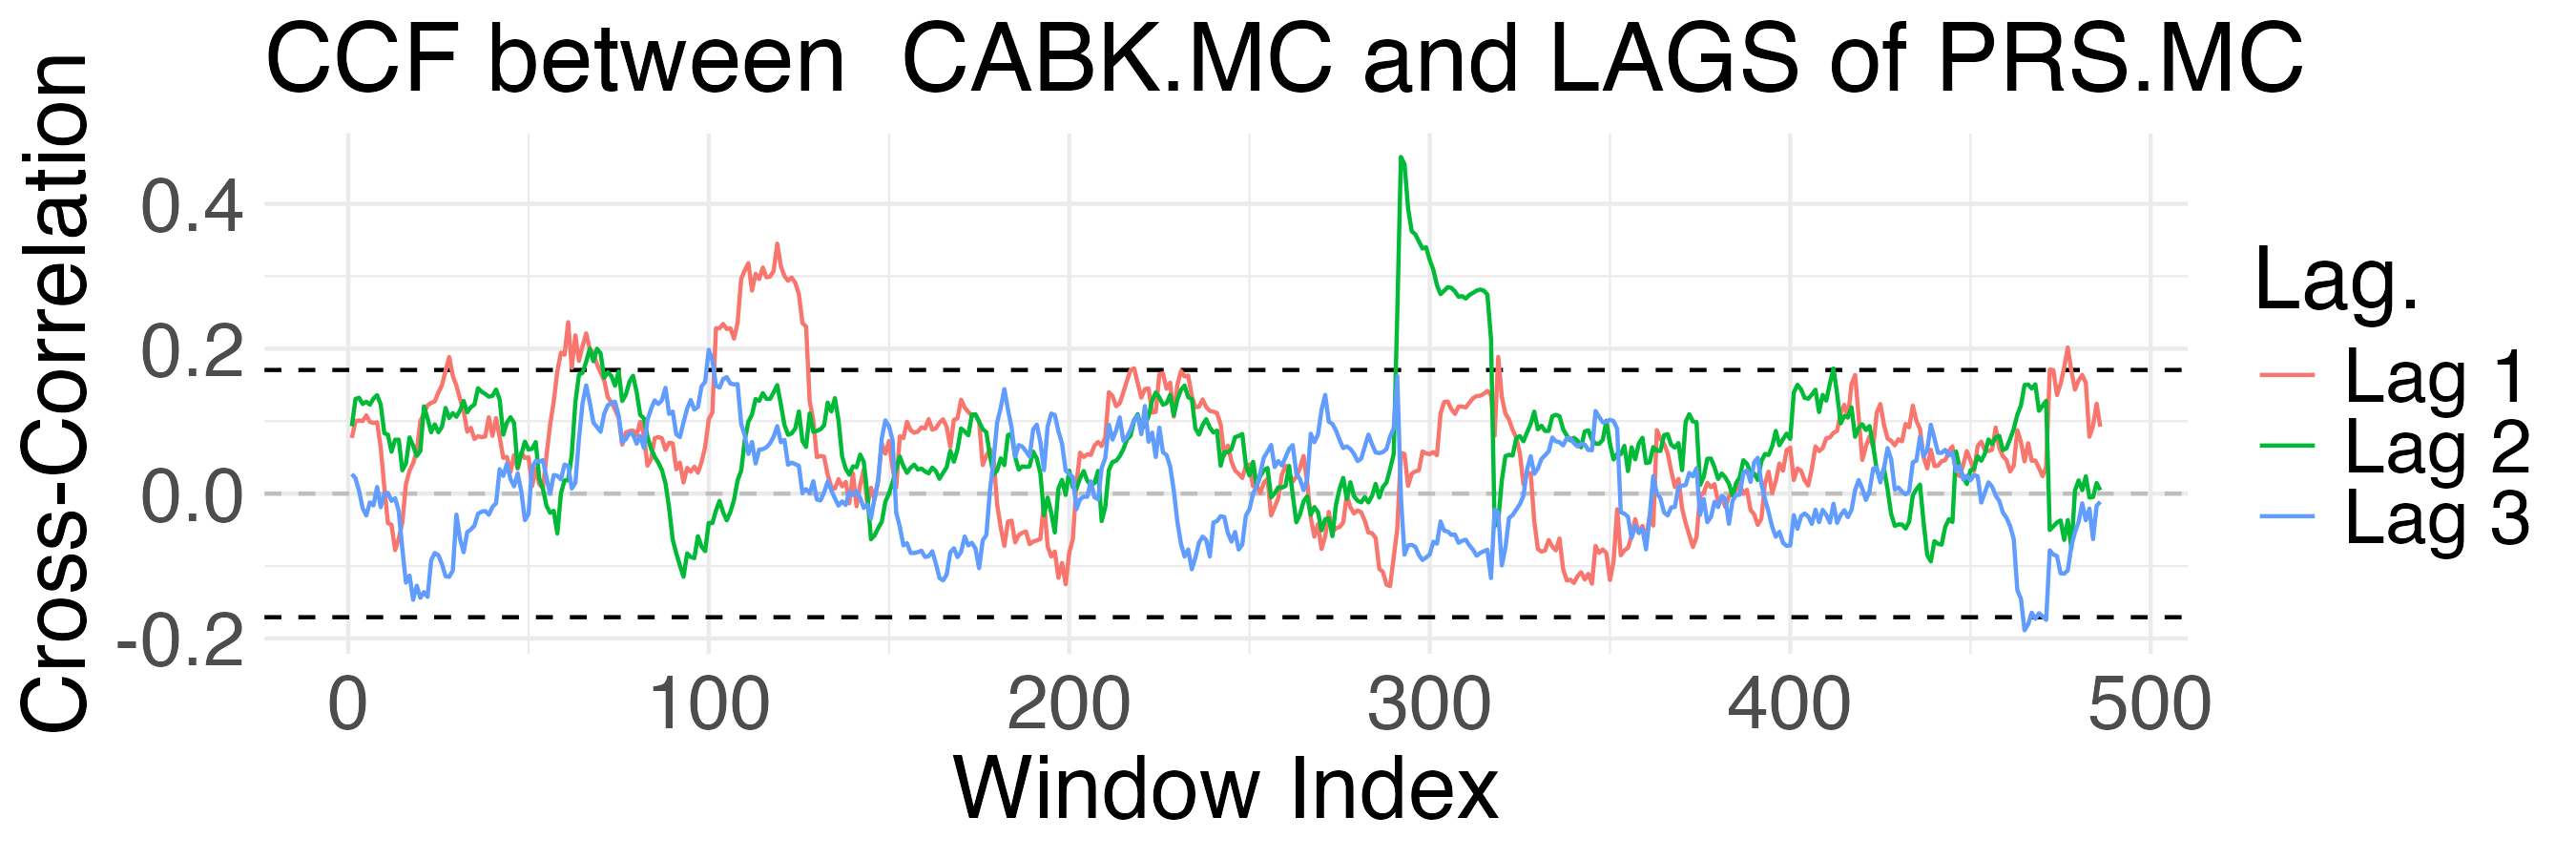 CCF between  CABK.MC and LAGS of PRS.MC
Cross-Correlation
0.4
0.2
0.0
-0.2
0 100 200 300 400 500
Window Index
Lag.
Lag 1
Lag 2
Lag 3